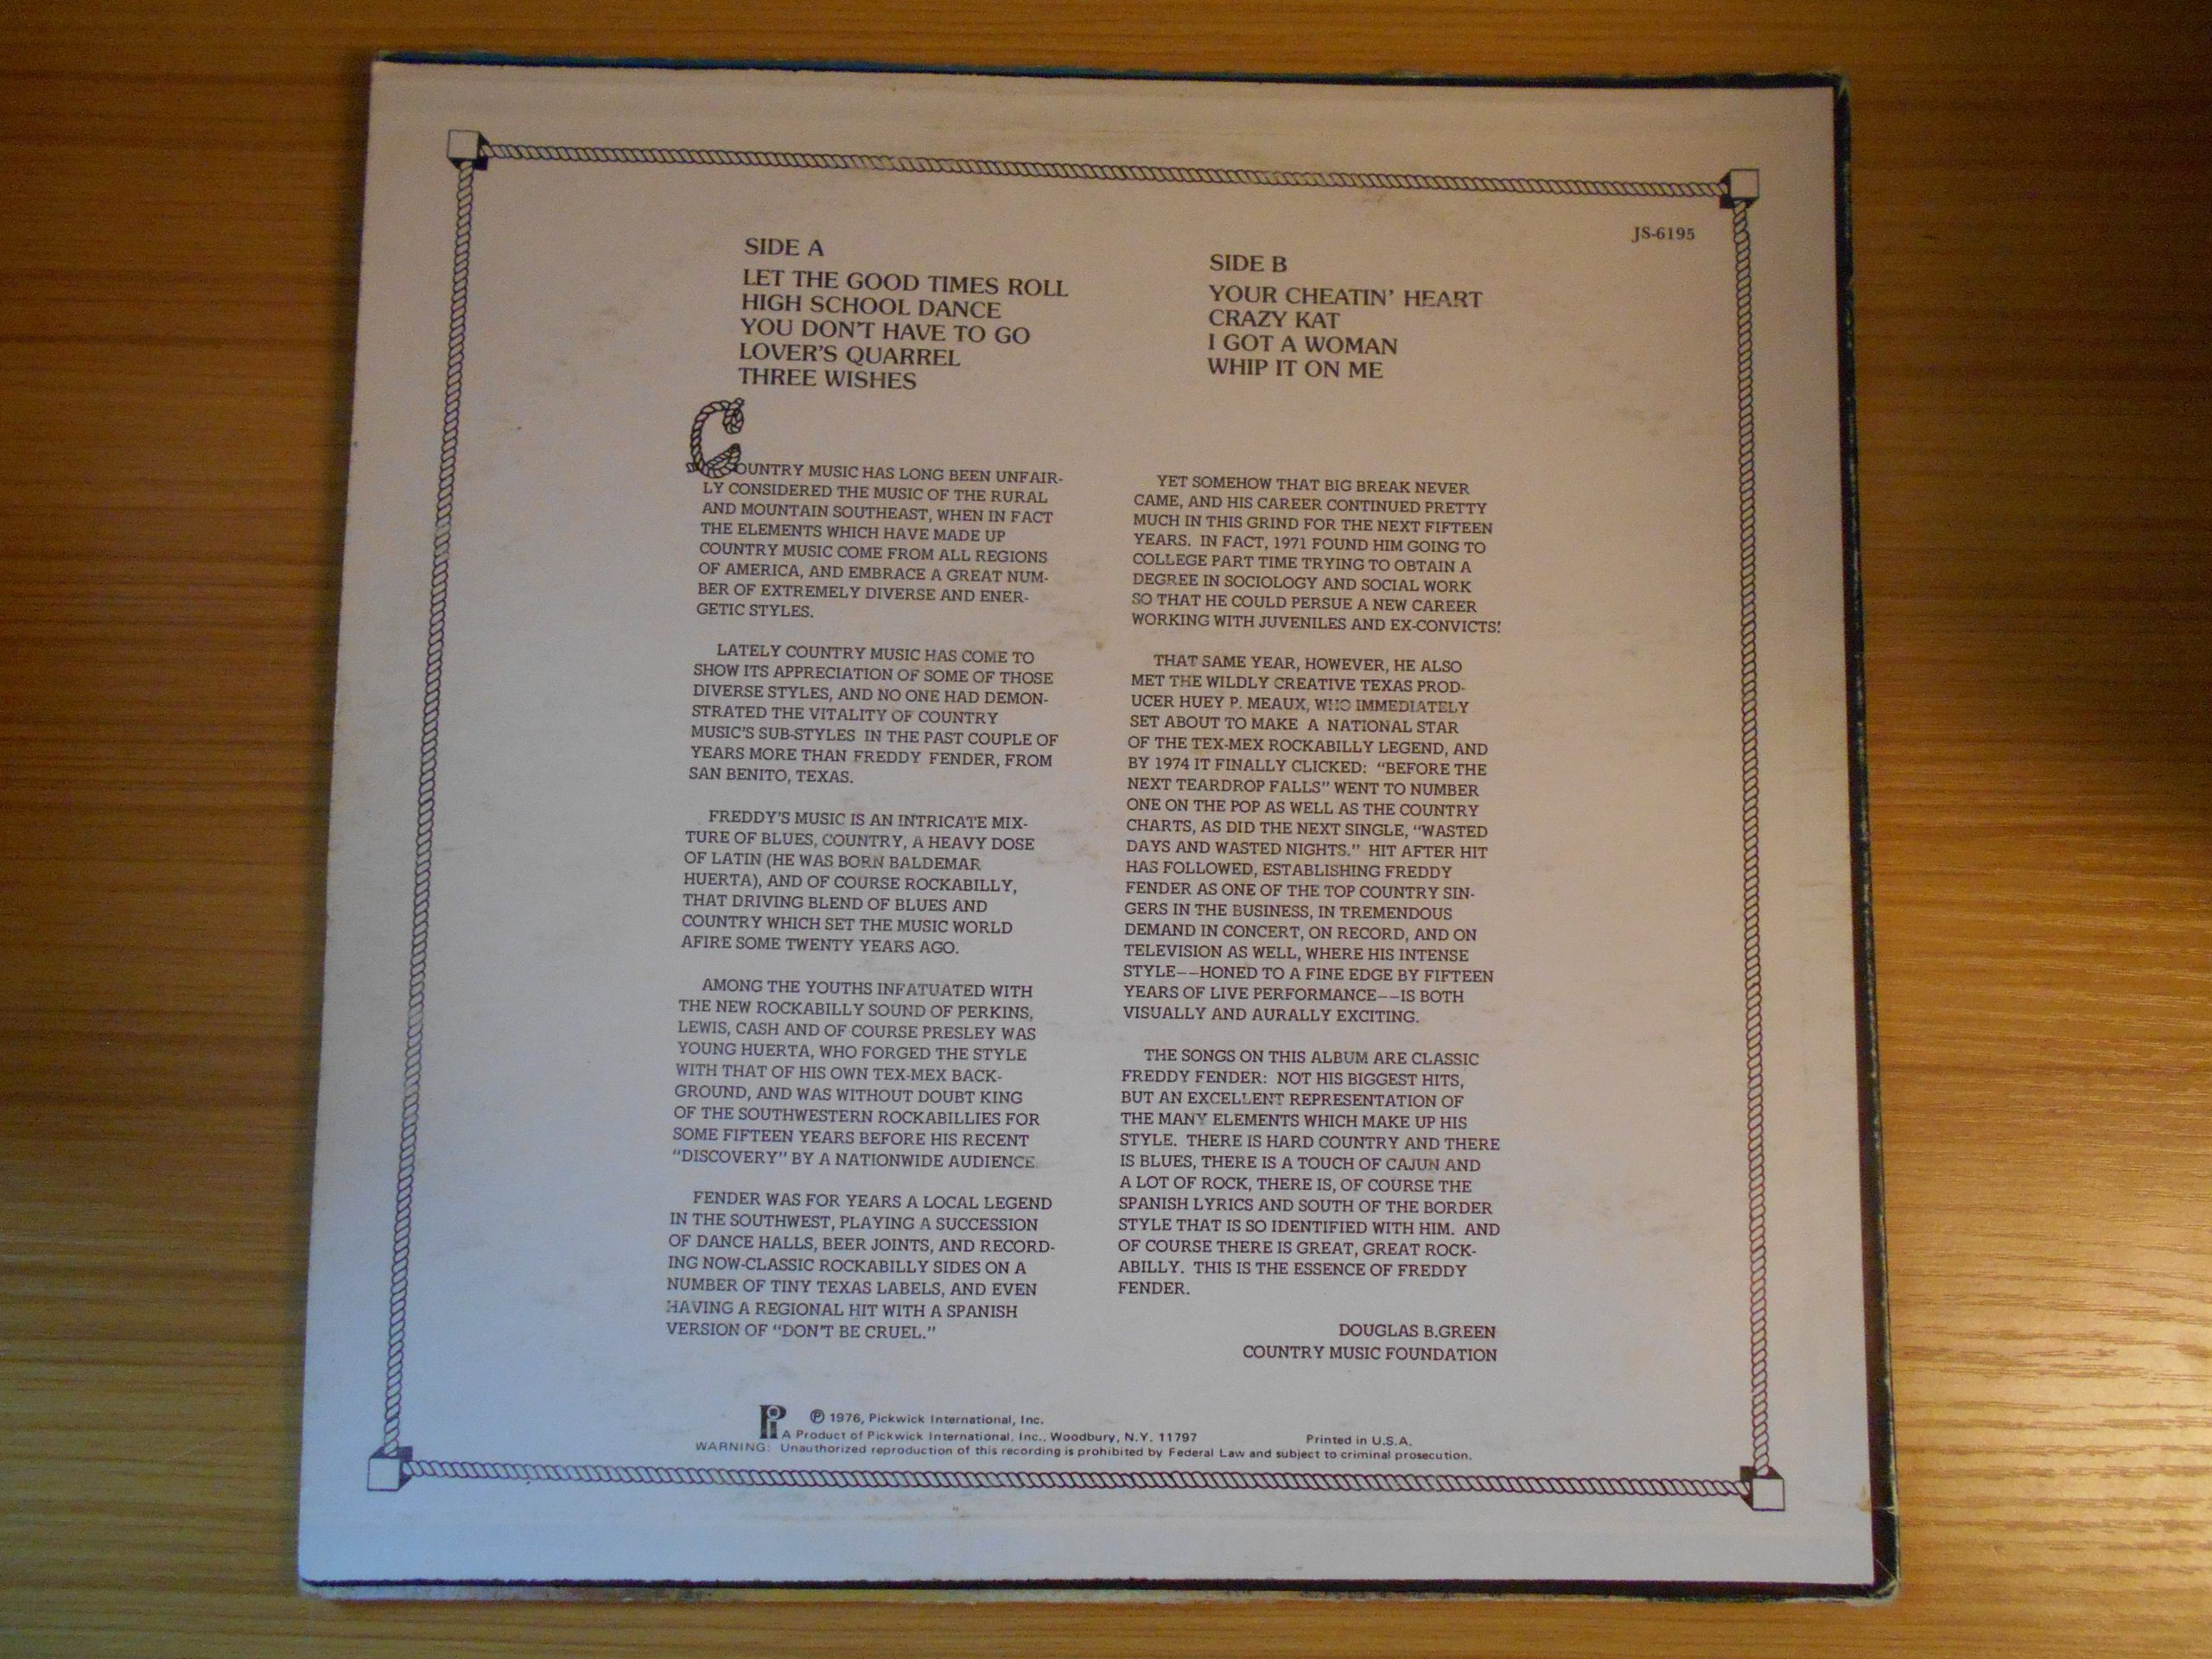 JS-6195
SIDE A
LET THE GOOD TIMES ROLL
HIGH SCHOOL DANCE
YOU DON'T HAVE TO GO
LOVER'S QUARREL
THREE WISHES
SIDE B
YOUR CHEATIN' HEART
CRAZY KAT
I GOT A WOMAN
WHIP IT ON ME
COUNTRY MUSIC HAS LONG BEEN UNFAIR-
LY CONSIDERED THE MUSIC OF THE RURAL
AND MOUNTAIN SOUTHEAST, WHEN IN FACT
THE ELEMENTS WHICH HAVE MADE UP
COUNTRY MUSIC COME FROM ALL REGIONS
OF AMERICA, AND EMBRACE A GREAT NUM-
BER OF EXTREMELY DIVERSE AND ENER-
GETIC STYLES.
LATELY COUNTRY MUSIC HAS COME TO
SHOW ITS APPRECIATION OF SOME OF THOSE
DIVERSE STYLES, AND NO ONE HAD DEMON-
STRATED THE VITALITY OF COUNTRY
MUSIC'S SUB-STYLES IN THE PAST COUPLE OF
YEARS MORE THAN FREDDY FENDER, FROM
SAN BENITO, TEXAS.
FREDDY'S MUSIC IS AN INTRICATE MIX-
TURE OF BLUES, COUNTRY, A HEAVY DOSE
OF LATIN (HE WAS BORN BALDEMAR
HUERTA), AND OF COURSE ROCKABILLY,
THAT DRIVING BLEND OF BLUES AND
COUNTRY WHICH SET THE MUSIC WORLD
AFIRE SOME TWENTY YEARS AGO.
AMONG THE YOUTHS INFATUATED WITH
THE NEW ROCKABILLY SOUND OF PERKINS,
LEWIS, CASH AND OF COURSE PRESLEY WAS
YOUNG HUERTA, WHO FORGED THE STYLE
WITH THAT OF HIS OWN TEX-MEX BACK-
GROUND, AND WAS WITHOUT DOUBT KING
OF THE SOUTHWESTERN ROCKABILLIES FOR
SOME FIFTEEN YEARS BEFORE HIS RECENT
"DISCOVERY" BY A NATIONWIDE AUDIENCE.
FENDER WAS FOR YEARS A LOCAL LEGEND
IN THE SOUTHWEST, PLAYING A SUCCESSION
OF DANCE HALLS, BEER JOINTS, AND RECORD-
ING NOW-CLASSIC ROCKABILLY SIDES ON A
NUMBER OF TINY TEXAS LABELS, AND EVEN
HAVING A REGIONAL HIT WITH A SPANISH
VERSION OF "DON'T BE CRUEL."
YET SOMEHOW THAT BIG BREAK NEVER
CAME, AND HIS CAREER CONTINUED PRETTY
MUCH IN THIS GRIND FOR THE NEXT FIFTEEN
YEARS. IN FACT, 1971 FOUND HIM GOING TO
COLLEGE PART TIME TRYING TO OBTAIN A
DEGREE IN SOCIOLOGY AND SOCIAL WORK
SO THAT HE COULD PERSUE A NEW CAREER
WORKING WITH JUVENILES AND EX-CONVICTS!
THAT SAME YEAR, HOWEVER, HE ALSO
MET THE WILDLY CREATIVE TEXAS PROD-
UCER HUEY P. MEAUX, WHO IMMEDIATELY
SET ABOUT TO MAKE A NATIONAL STAR
OF THE TEX-MEX ROCKABILLY LEGEND, AND
BY 1974 IT FINALLY CLICKED: "BEFORE THE
NEXT TEARDROP FALLS" WENT TO NUMBER
ONE ON THE POP AS WELL AS THE COUNTRY
CHARTS, AS DID THE NEXT SINGLE, "WASTED
DAYS AND WASTED NIGHTS." HIT AFTER HIT
HAS FOLLOWED, ESTABLISHING FREDDY
FENDER AS ONE OF THE TOP COUNTRY SIN-
GERS IN THE BUSINESS, IN TREMENDOUS
DEMAND IN CONCERT, ON RECORD, AND ON
TELEVISION AS WELL, WHERE HIS INTENSE
STYLE--HONED TO A FINE EDGE BY FIFTEEN
YEARS OF LIVE PERFORMANCE--IS BOTH
VISUALLY AND AURALLY EXCITING.
THE SONGS ON THIS ALBUM ARE CLASSIC
FREDDY FENDER: NOT HIS BIGGEST HITS,
BUT AN EXCELLENT REPRESENTATION OF
THE MANY ELEMENTS WHICH MAKE UP HIS
STYLE. THERE IS HARD COUNTRY AND THERE
IS BLUES, THERE IS A TOUCH OF CAJUN AND
A LOT OF ROCK, THERE IS, OF COURSE THE
SPANISH LYRICS AND SOUTH OF THE BORDER
STYLE THAT IS SO IDENTIFIED WITH HIM. AND
OF COURSE THERE IS GREAT, GREAT ROCK-
ABILLY. THIS IS THE ESSENCE OF FREDDY
FENDER.
DOUGLAS B.GREEN
COUNTRY MUSIC FOUNDATION
℗ 1976, Pickwick International, Inc.
A Product of Pickwick International, Inc., Woodbury, N.Y. 11797 Printed in U.S.A.
WARNING: Unauthorized reproduction of this recording is prohibited by Federal Law and subject to criminal prosecution.